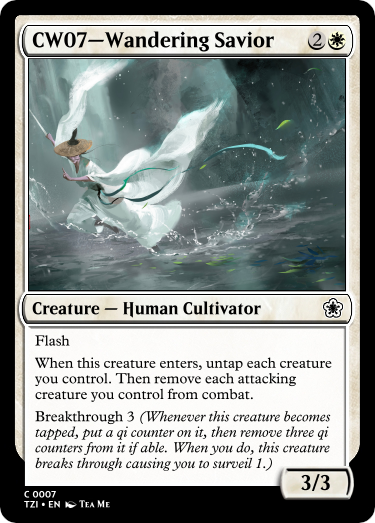 CW07—Wandering Savior 2
Creature — Human Cultivator
Flash
When this creature enters, untap each creature
you control. Then remove each attacking
creature you control from combat.
Breakthrough 3 (Whenever this creature becomes
tapped, put a qi counter on it, then remove three qi
counters from it if able. When you do, this creature
breaks through causing you to surveil 1.)
3/3
C 0007
TZI • EN Tea Me